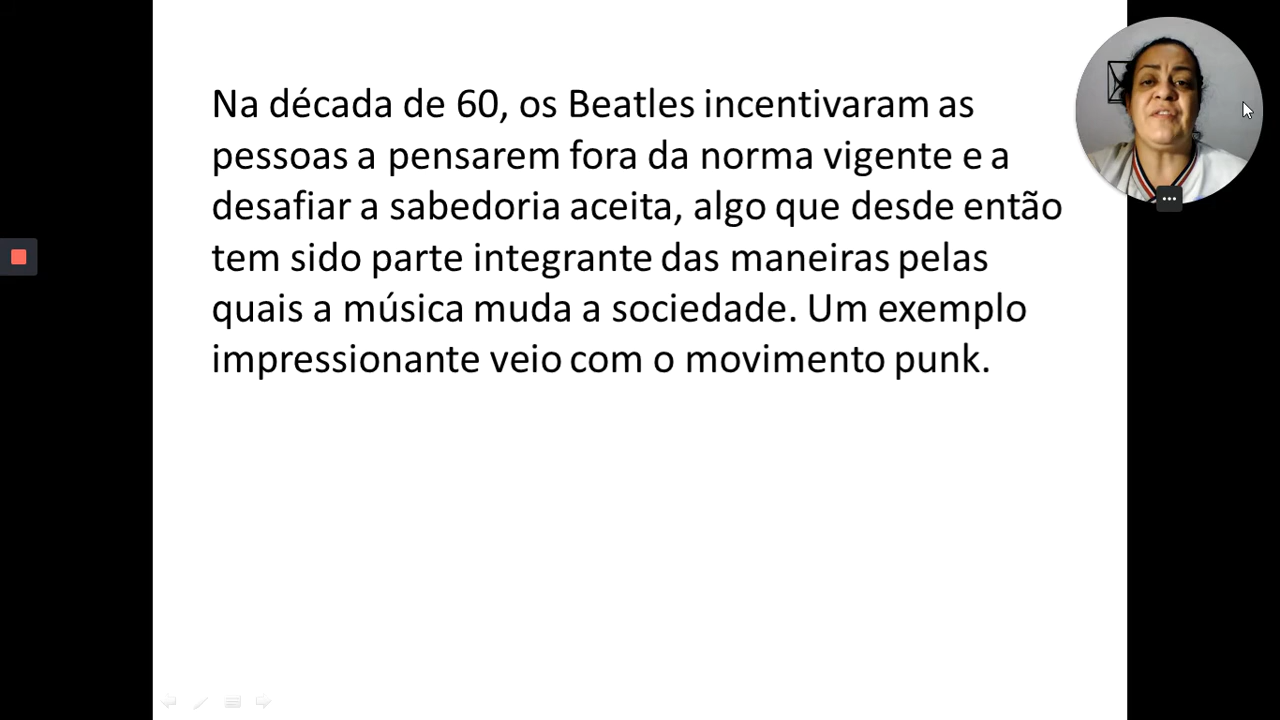 Na década de 60, os Beatles incentivaram as
pessoas a pensarem fora da norma vigente e a
desafiar a sabedoria aceita, algo que desde então
tem sido parte integrante das maneiras pelas
quais a música muda a sociedade. Um exemplo
impressionante veio com o movimento punk.